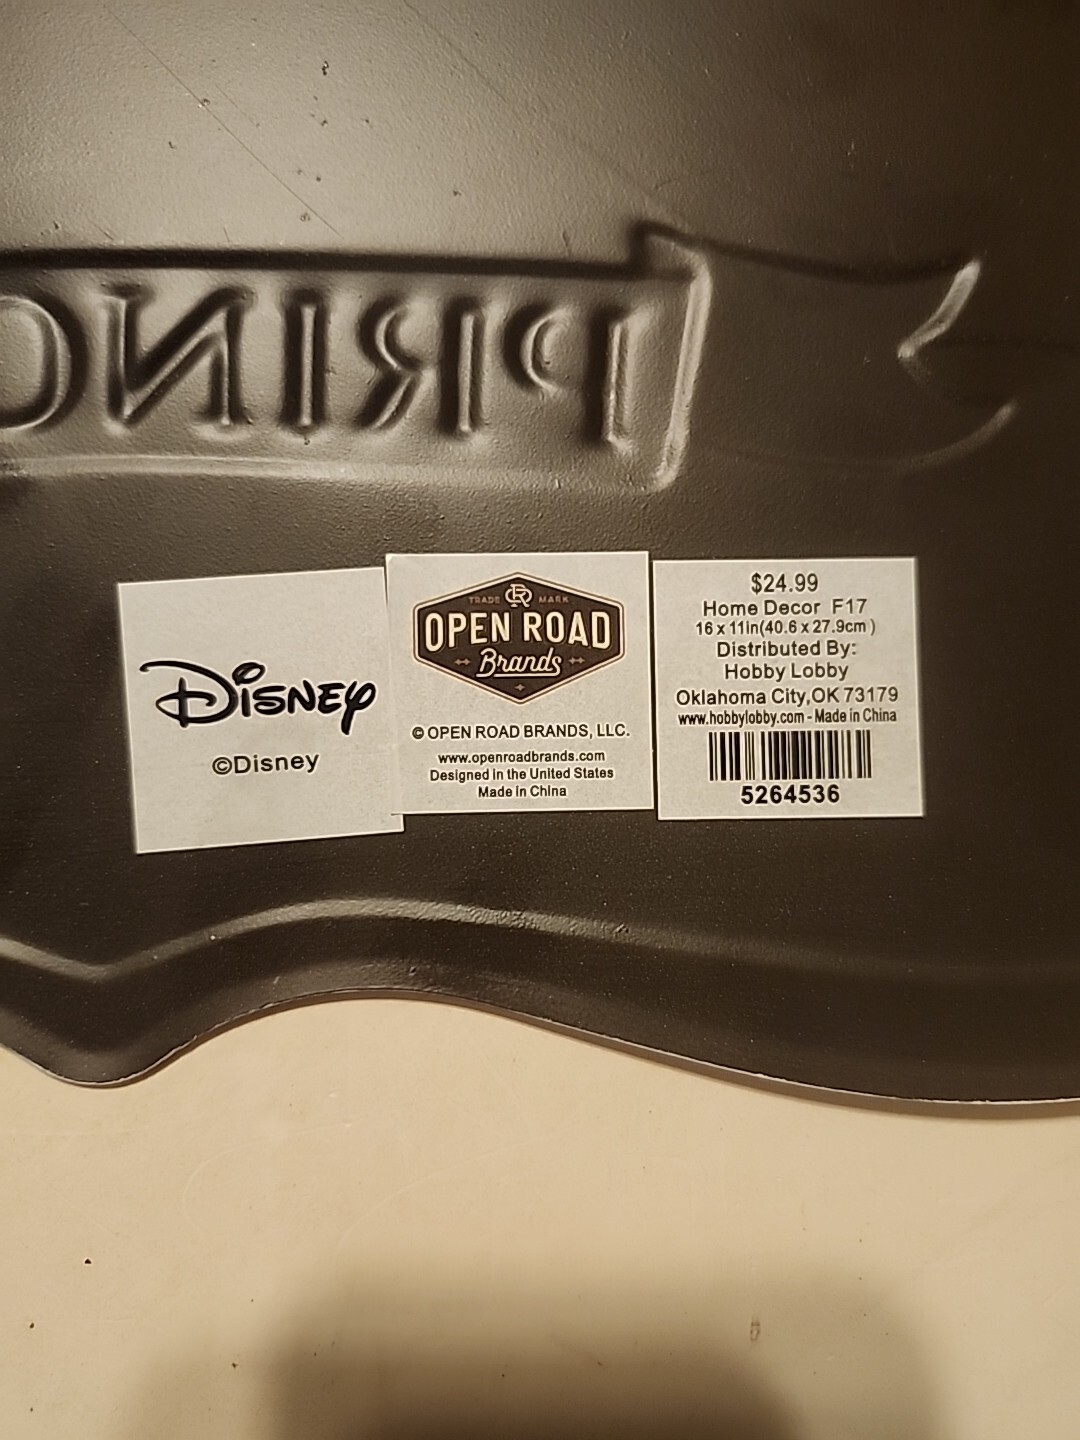 PRINC
DISNEY
©Disney
TRADE MARK
OPEN ROAD
Brands
© OPEN ROAD BRANDS, LLC.
www.openroadbrands.com
Designed in the United States
Made in China
$24.99
Home Decor F17
16 x 11in(40.6 x 27.9cm )
Distributed By:
Hobby Lobby
Oklahoma City,OK 73179
www.hobbylobby.com - Made in China
5264536